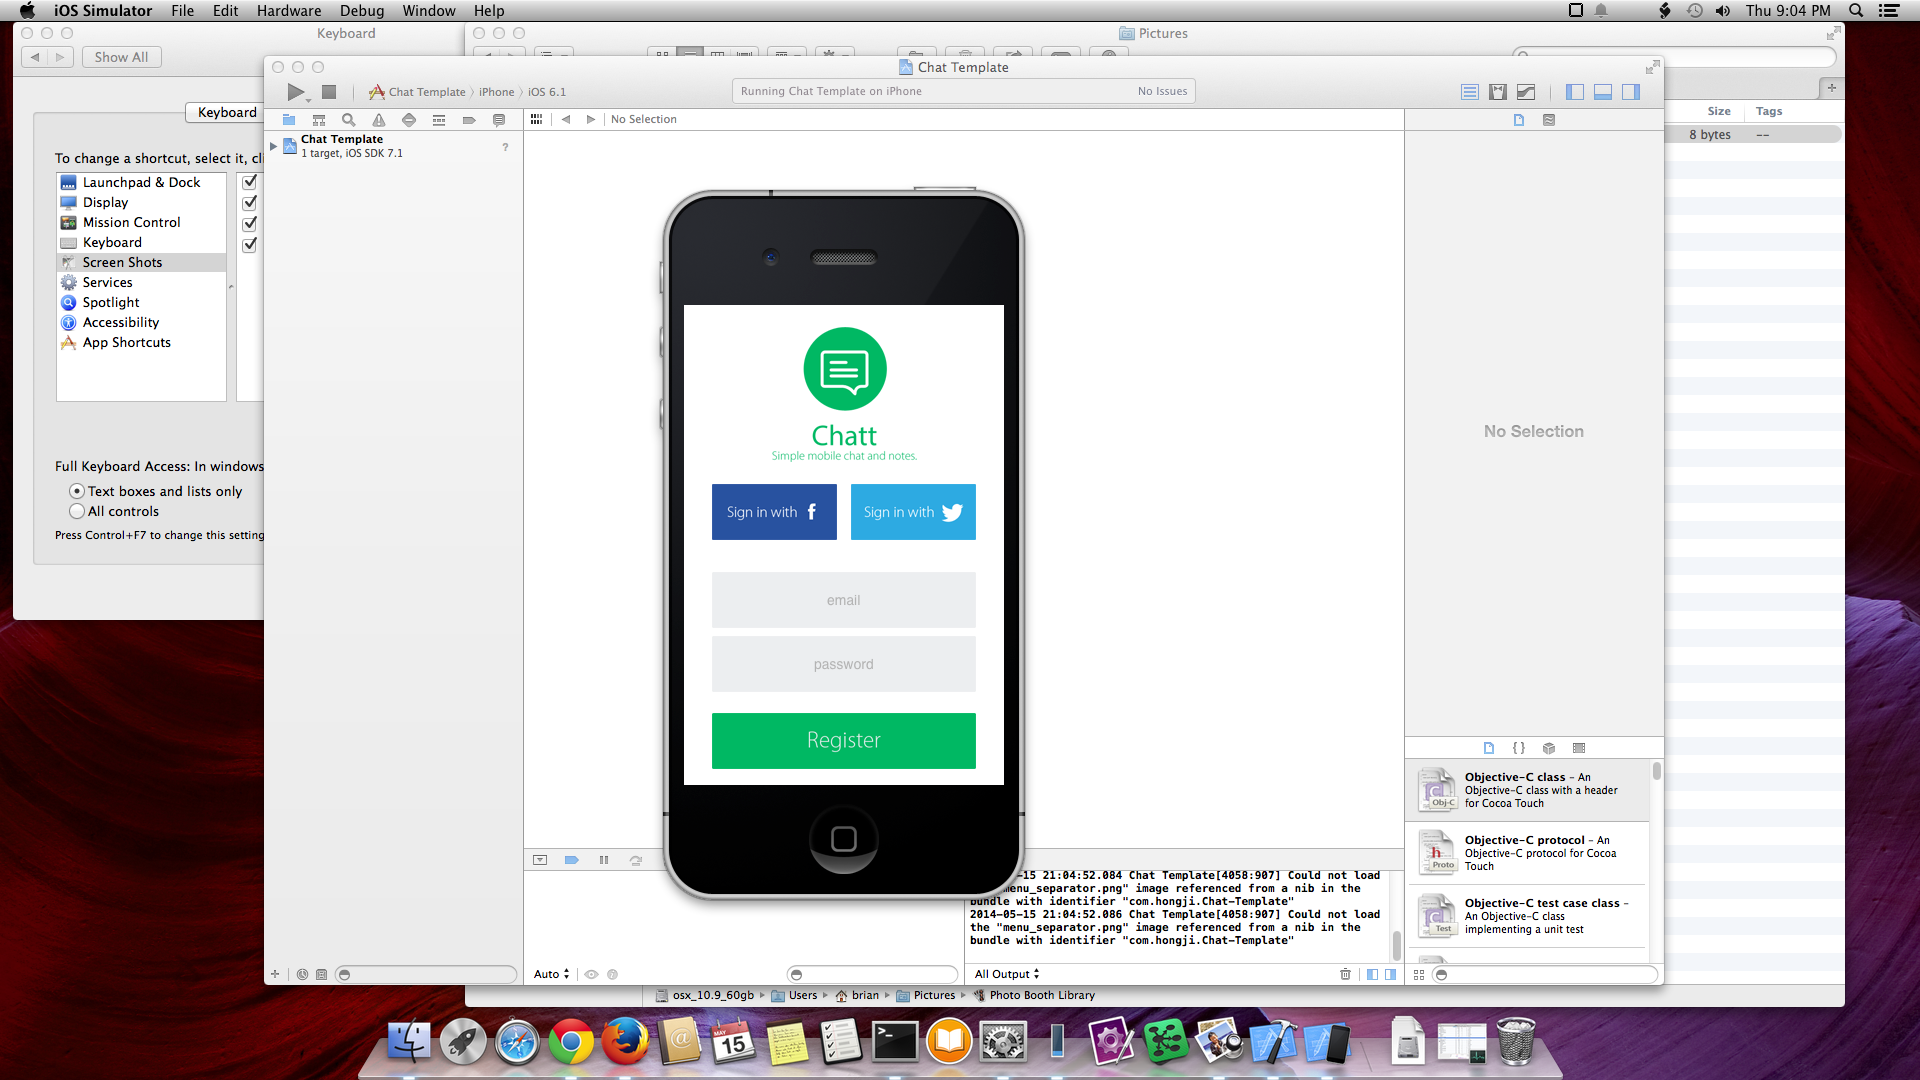 iOS Simulator File Edit Hardware Debug Window Help
Thu 9:04 PM
Keyboard
Show All
Keyboard
To change a shortcut, select it, cli
Launchpad & Dock
Display
Mission Control
Keyboard
Screen Shots
Services
Spotlight
Accessibility
App Shortcuts
Full Keyboard Access: In windows
Text boxes and lists only
All controls
Press Control+F7 to change this setting
Pictures
Size Tags
8 bytes --
Chat Template
Chat Template iPhone iOS 6.1
Running Chat Template on iPhone No Issues
No Selection
Chat Template
1 target, iOS SDK 7.1
?
Chatt
Simple mobile chat and notes.
Sign in with f
Sign in with
email
password
Register
No Selection
{ }
Objective-C class - An
Objective-C class with a header
for Cocoa Touch
C
Obj-C
Objective-C protocol - An
Objective-C protocol for Cocoa
Touch
h
Proto
Objective-C test case class -
An Objective-C class
implementing a unit test
C
Test
-15 21:04:52.084 Chat Template[4058:907] Could not load
menu_separator.png" image referenced from a nib in the
bundle with identifier "com.hongji.Chat-Template"
2014-05-15 21:04:52.086 Chat Template[4058:907] Could not load
the "menu_separator.png" image referenced from a nib in the
bundle with identifier "com.hongji.Chat-Template"
Auto
All Output
osx_10.9_60gb Users brian Pictures Photo Booth Library
MAY
15